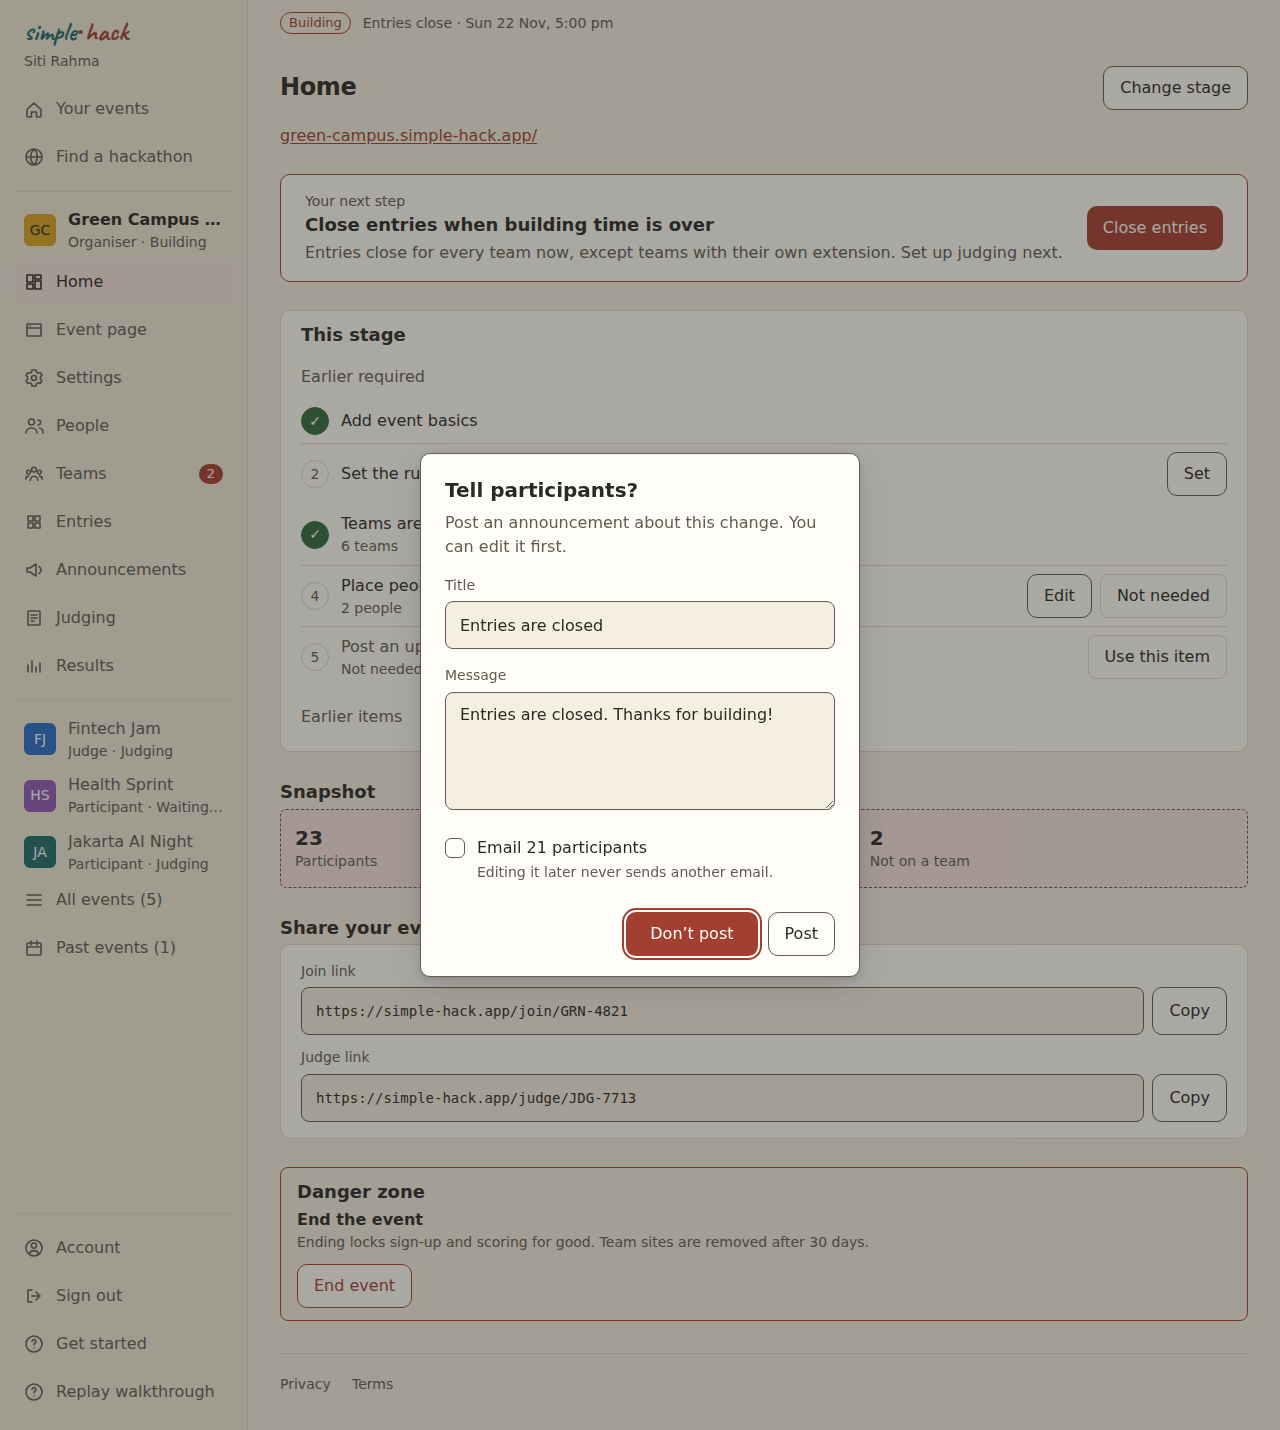 simple·hack
Siti Rahma
Your events
Find a hackathon
GC
Green Campus …
Organiser · Building
Home
Event page
Settings
People
Teams
2
Entries
Announcements
Judging
Results
FJ
Fintech Jam
Judge · Judging
HS
Health Sprint
Participant · Waiting…
JA
Jakarta AI Night
Participant · Judging
All events (5)
Past events (1)
Account
Sign out
Get started
Replay walkthrough
Building
Entries close · Sun 22 Nov, 5:00 pm
Home
Change stage
green-campus.simple-hack.app/
Your next step
Close entries when building time is over
Entries close for every team now, except teams with their own extension. Set up judging next.
Close entries
This stage
Earlier required
✓
Add event basics
2
Set the ru
Set
✓
Teams are
6 teams
4
Place peo
2 people
Edit
Not needed
5
Post an up
Not needed
Use this item
Earlier items
Tell participants?
Post an announcement about this change. You
can edit it first.
Title
Entries are closed
Message
Entries are closed. Thanks for building!
Email 21 participants
Editing it later never sends another email.
Don’t post
Post
Snapshot
23
Participants
2
Not on a team
Share your ev
Join link
https://simple-hack.app/join/GRN-4821
Copy
Judge link
https://simple-hack.app/judge/JDG-7713
Copy
Danger zone
End the event
Ending locks sign-up and scoring for good. Team sites are removed after 30 days.
End event
Privacy
Terms